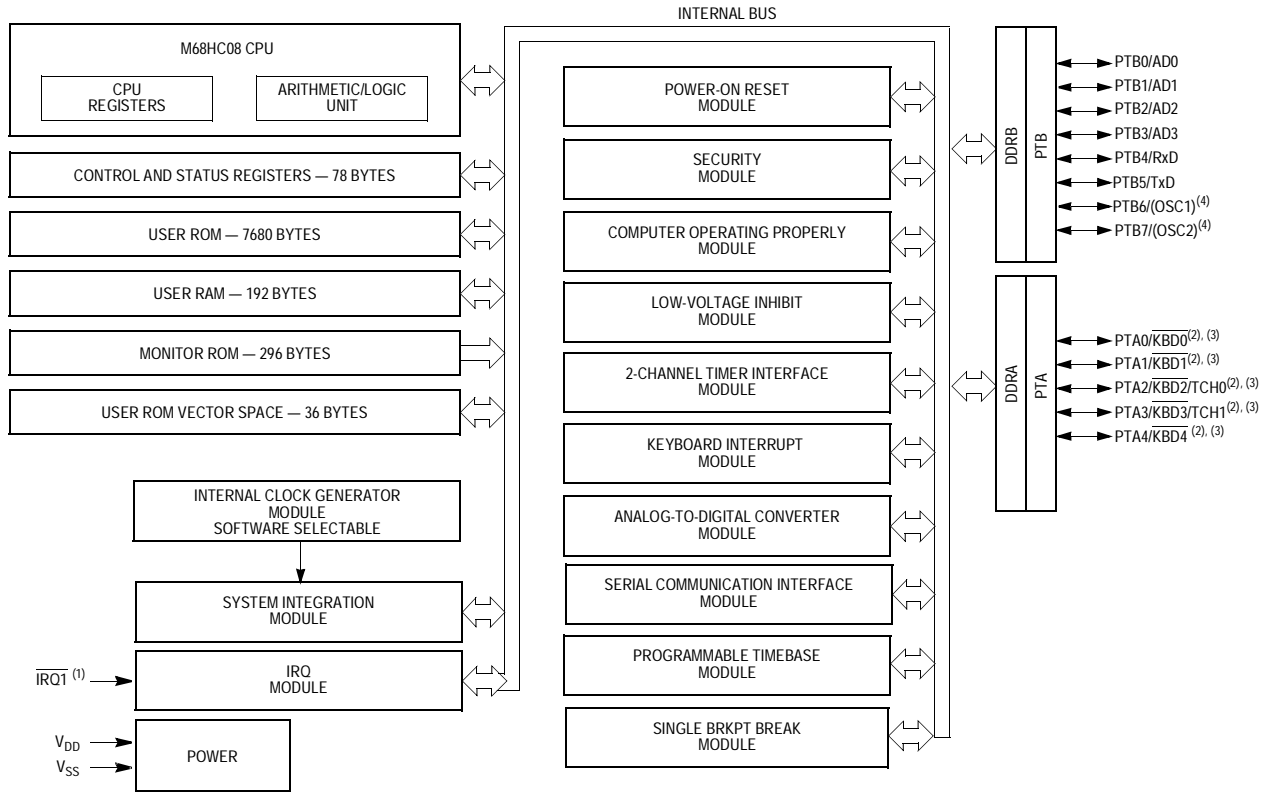 INTERNAL BUS
M68HC08 CPU
CPU
REGISTERS
ARITHMETIC/LOGIC
UNIT
CONTROL AND STATUS REGISTERS — 78 BYTES
USER ROM — 7680 BYTES
USER RAM — 192 BYTES
MONITOR ROM — 296 BYTES
USER ROM VECTOR SPACE — 36 BYTES
INTERNAL CLOCK GENERATOR
MODULE
SOFTWARE SELECTABLE
SYSTEM INTEGRATION
MODULE
IRQ1 (1)
IRQ
MODULE
VDD
VSS
POWER
POWER-ON RESET
MODULE
SECURITY
MODULE
COMPUTER OPERATING PROPERLY
MODULE
LOW-VOLTAGE INHIBIT
MODULE
2-CHANNEL TIMER INTERFACE
MODULE
KEYBOARD INTERRUPT
MODULE
ANALOG-TO-DIGITAL CONVERTER
MODULE
SERIAL COMMUNICATION INTERFACE
MODULE
PROGRAMMABLE TIMEBASE
MODULE
SINGLE BRKPT BREAK
MODULE
DDRB
PTB
PTB0/AD0
PTB1/AD1
PTB2/AD2
PTB3/AD3
PTB4/RxD
PTB5/TxD
PTB6/(OSC1)(4)
PTB7/(OSC2)(4)
DDRA
PTA
PTA0/KBD0(2), (3)
PTA1/KBD1(2), (3)
PTA2/KBD2/TCH0(2), (3)
PTA3/KBD3/TCH1(2), (3)
PTA4/KBD4 (2), (3)